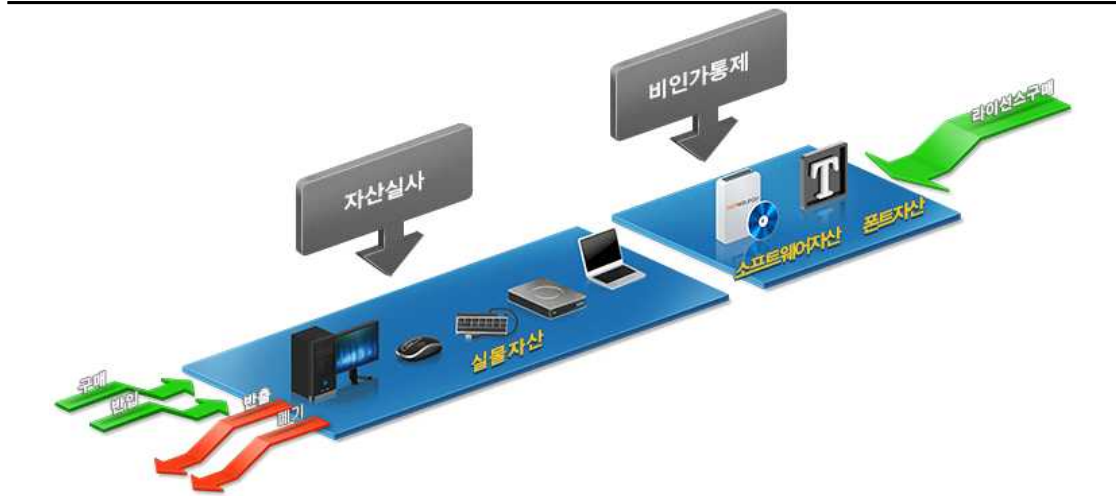 비인가통제
라이선스구매
자산실사
소프트웨어자산
폰트자산
실물자산
구매
반입
반출
폐기